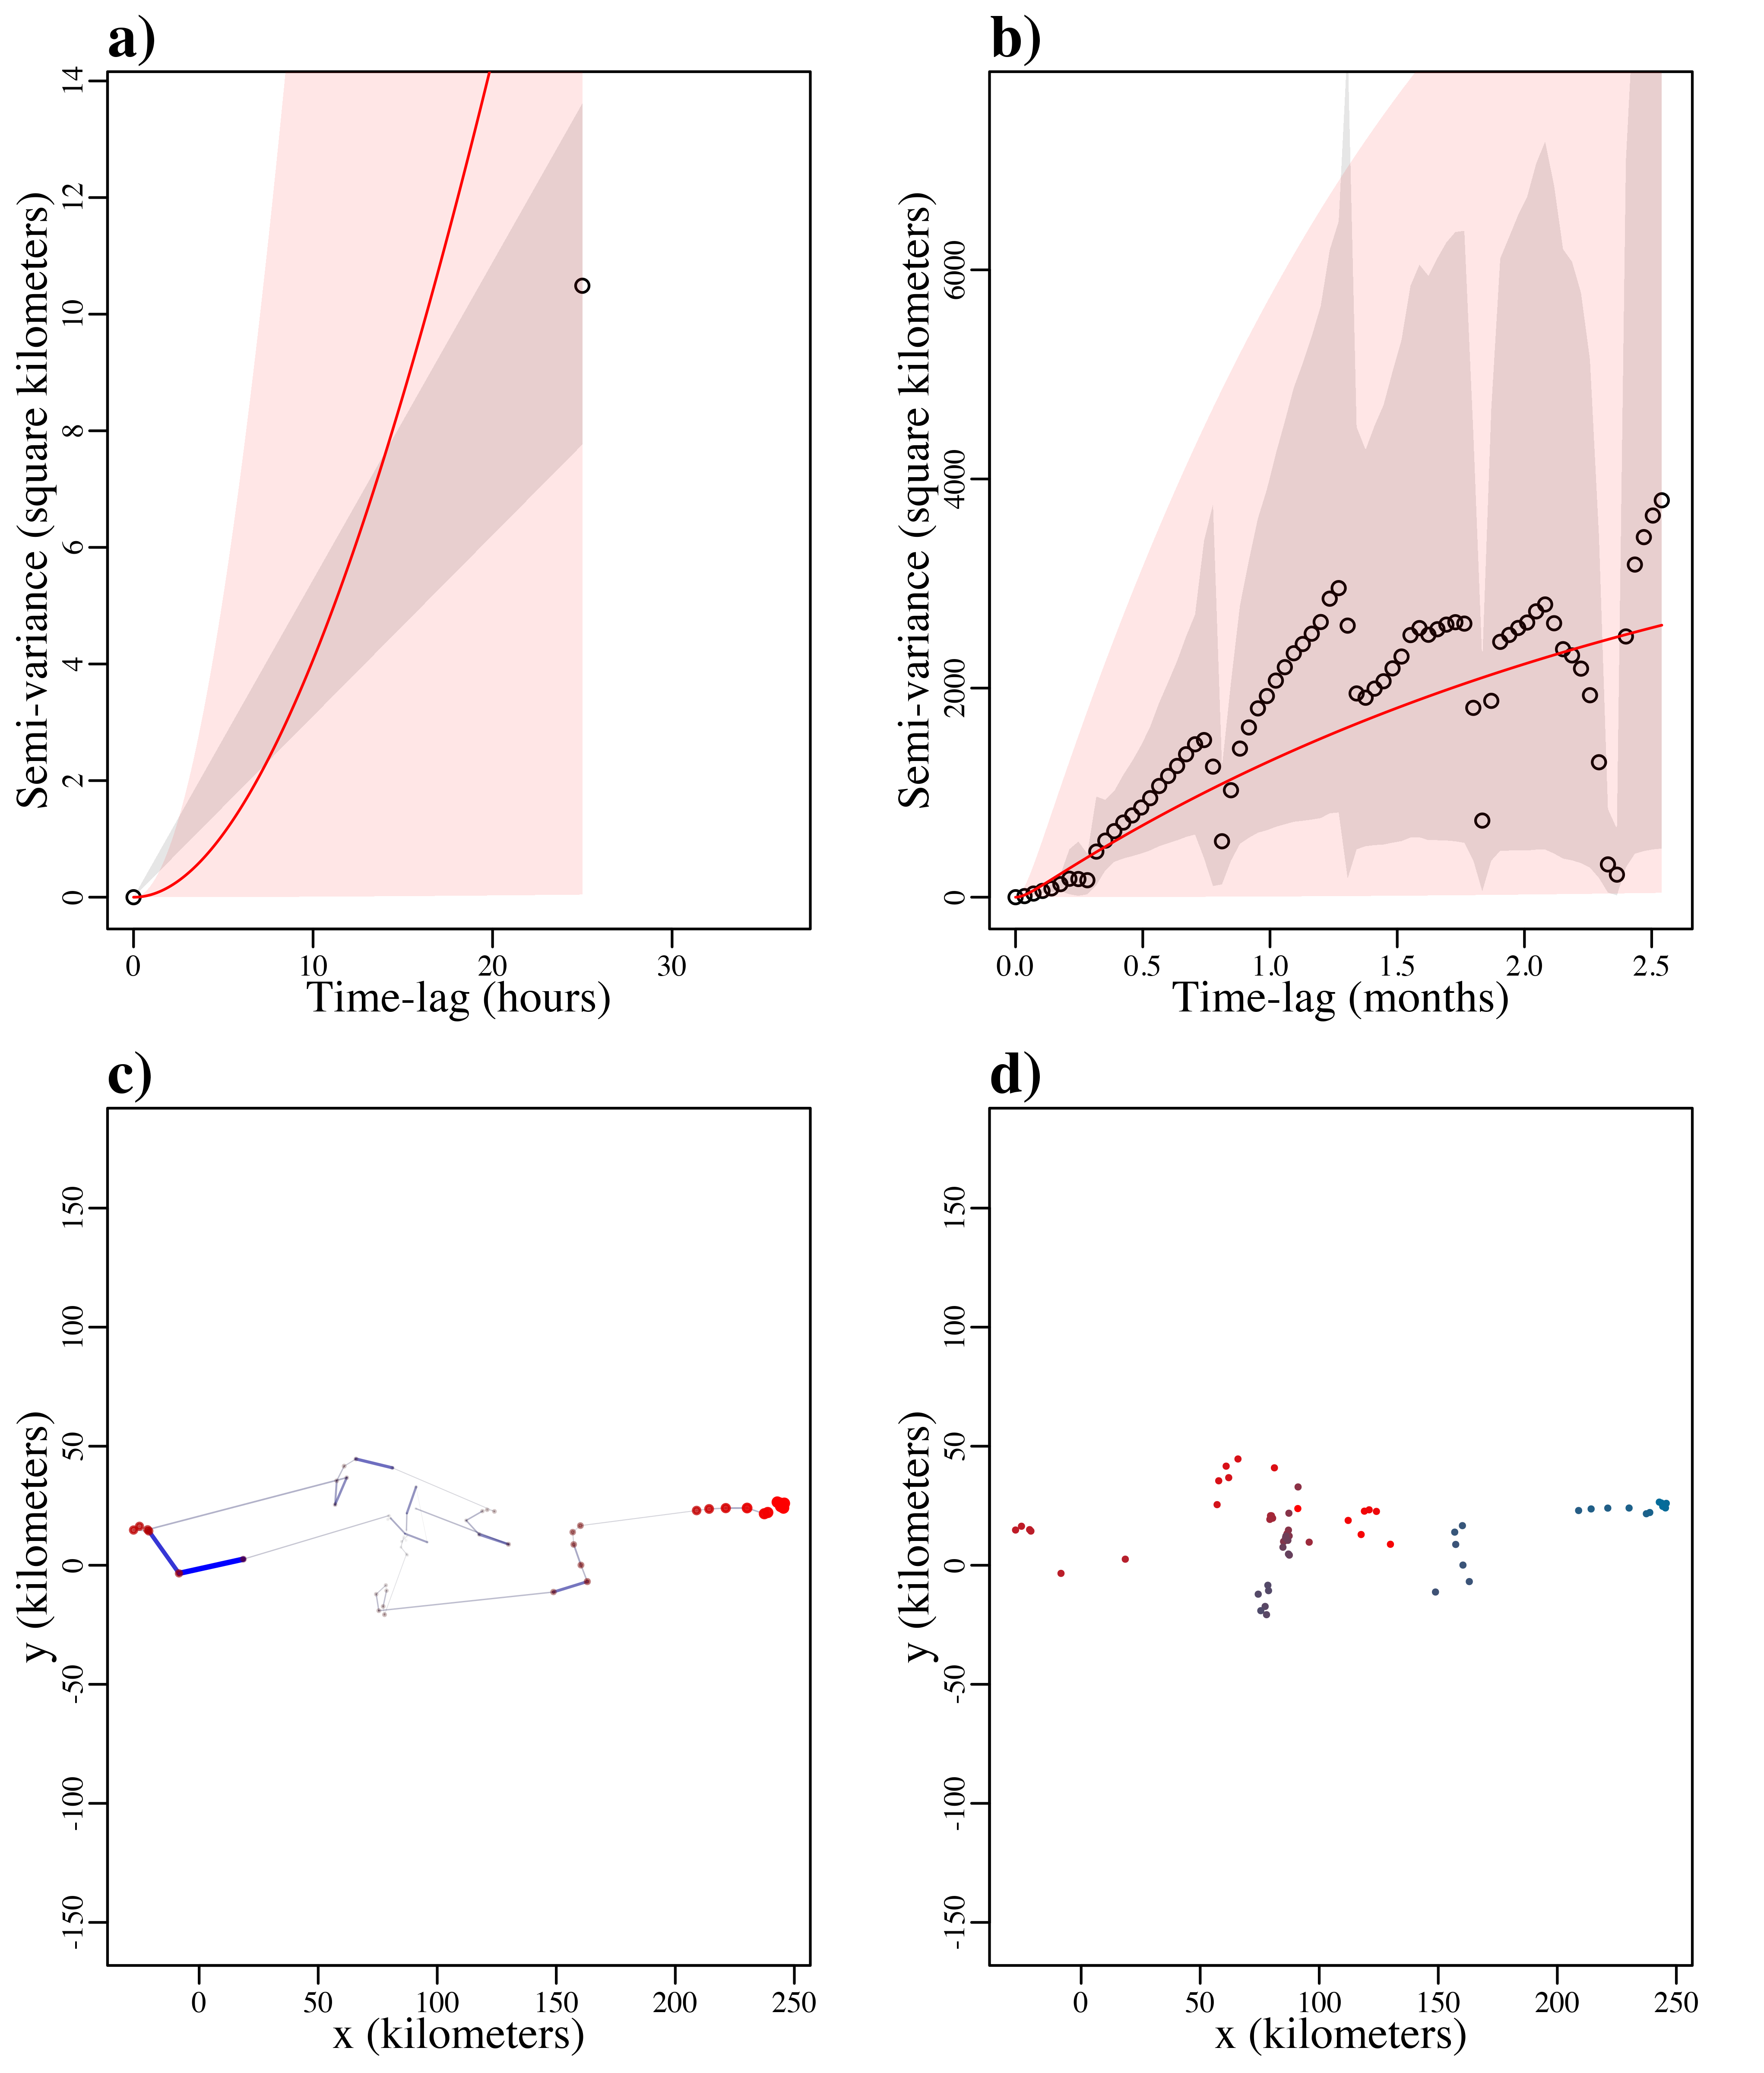 a)
Semi-variance (square kilometers)
14
12
10
8
6
4
2
0
0 10 20 30
Time-lag (hours)
b)
Semi-variance (square kilometers)
6000
4000
2000
0
0.0 0.5 1.0 1.5 2.0 2.5
Time-lag (months)
c)
y (kilometers)
150
100
50
0
-50
-100
-150
0 50 100 150 200 250
x (kilometers)
d)
y (kilometers)
150
100
50
0
-50
-100
-150
0 50 100 150 200 250
x (kilometers)